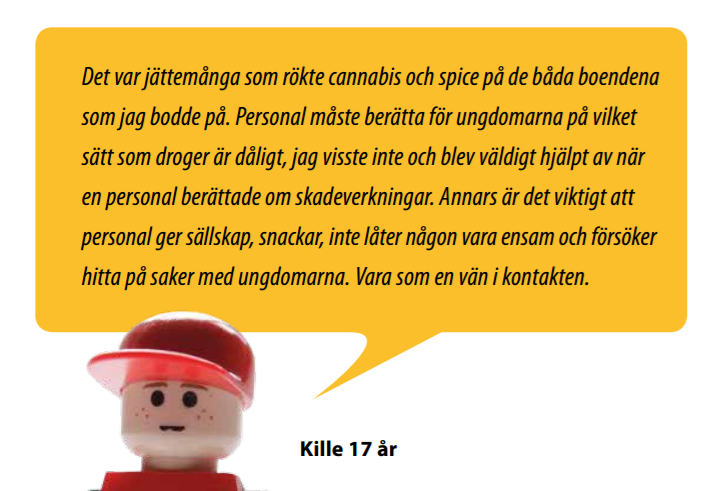 Det var jättemånga som rökte cannabis och spice på de båda boendena
som jag bodde på. Personal måste berätta för ungdomarna på vilket
sätt som droger är dåligt, jag visste inte och blev väldigt hjälpt av när
en personal berättade om skadeverkningar. Annars är det viktigt att
personal ger sällskap, snackar, inte låter någon vara ensam och försöker
hitta på saker med ungdomarna. Vara som en vän i kontakten.
Kille 17 år